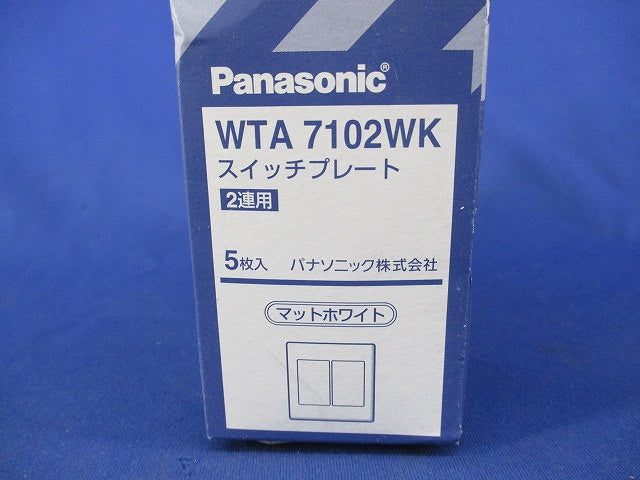 Panasonic®
WTA 7102WK
スイッチプレート
2連用
5枚入 パナソニック株式会社
マットホワイト